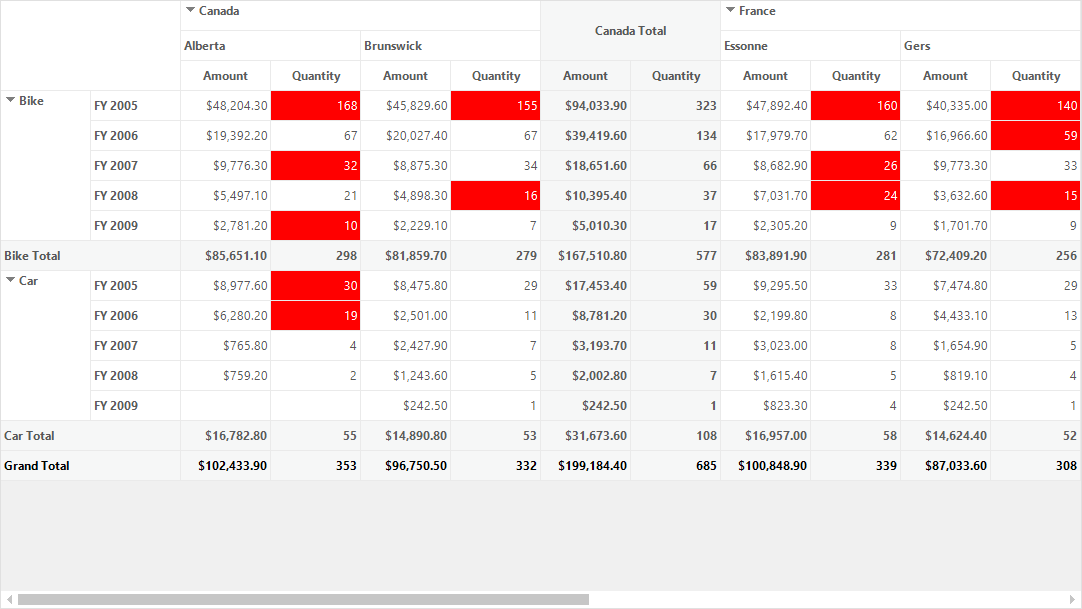 Canada France
Canada Total
Alberta Brunswick Essonne Gers
Amount Quantity Amount Quantity Amount Quantity Amount Quantity Amount Quantity
Bike FY 2005 $48,204.30 168 $45,829.60 155 $94,033.90 323 $47,892.40 160 $40,335.00 140
FY 2006 $19,392.20 67 $20,027.40 67 $39,419.60 134 $17,979.70 62 $16,966.60 59
FY 2007 $9,776.30 32 $8,875.30 34 $18,651.60 66 $8,682.90 26 $9,773.30 33
FY 2008 $5,497.10 21 $4,898.30 16 $10,395.40 37 $7,031.70 24 $3,632.60 15
FY 2009 $2,781.20 10 $2,229.10 7 $5,010.30 17 $2,305.20 9 $1,701.70 9
Bike Total $85,651.10 298 $81,859.70 279 $167,510.80 577 $83,891.90 281 $72,409.20 256
Car FY 2005 $8,977.60 30 $8,475.80 29 $17,453.40 59 $9,295.50 33 $7,474.80 29
FY 2006 $6,280.20 19 $2,501.00 11 $8,781.20 30 $2,199.80 8 $4,433.10 13
FY 2007 $765.80 4 $2,427.90 7 $3,193.70 11 $3,023.00 8 $1,654.90 5
FY 2008 $759.20 2 $1,243.60 5 $2,002.80 7 $1,615.40 5 $819.10 4
FY 2009 $242.50 1 $242.50 1 $823.30 4 $242.50 1
Car Total $16,782.80 55 $14,890.80 53 $31,673.60 108 $16,957.00 58 $14,624.40 52
Grand Total $102,433.90 353 $96,750.50 332 $199,184.40 685 $100,848.90 339 $87,033.60 308